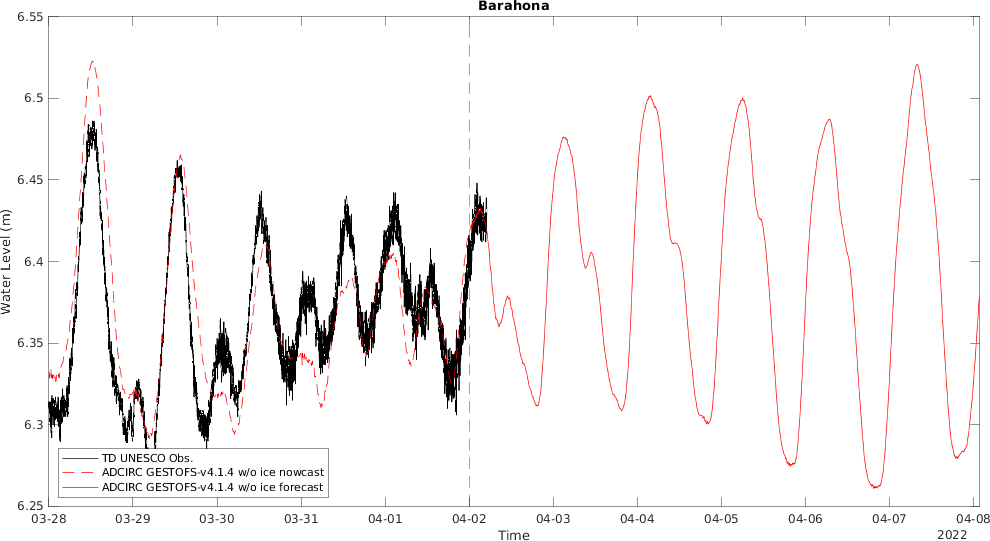 Barahona
Water Level (m)
6.55
6.5
6.45
6.4
6.35
6.3
6.25
TD UNESCO Obs.
ADCIRC GESTOFS-v4.1.4 w/o ice nowcast
ADCIRC GESTOFS-v4.1.4 w/o ice forecast
03-28 03-29 03-30 03-31 04-01 04-02 04-03 04-04 04-05 04-06 04-07 04-08
Time
2022